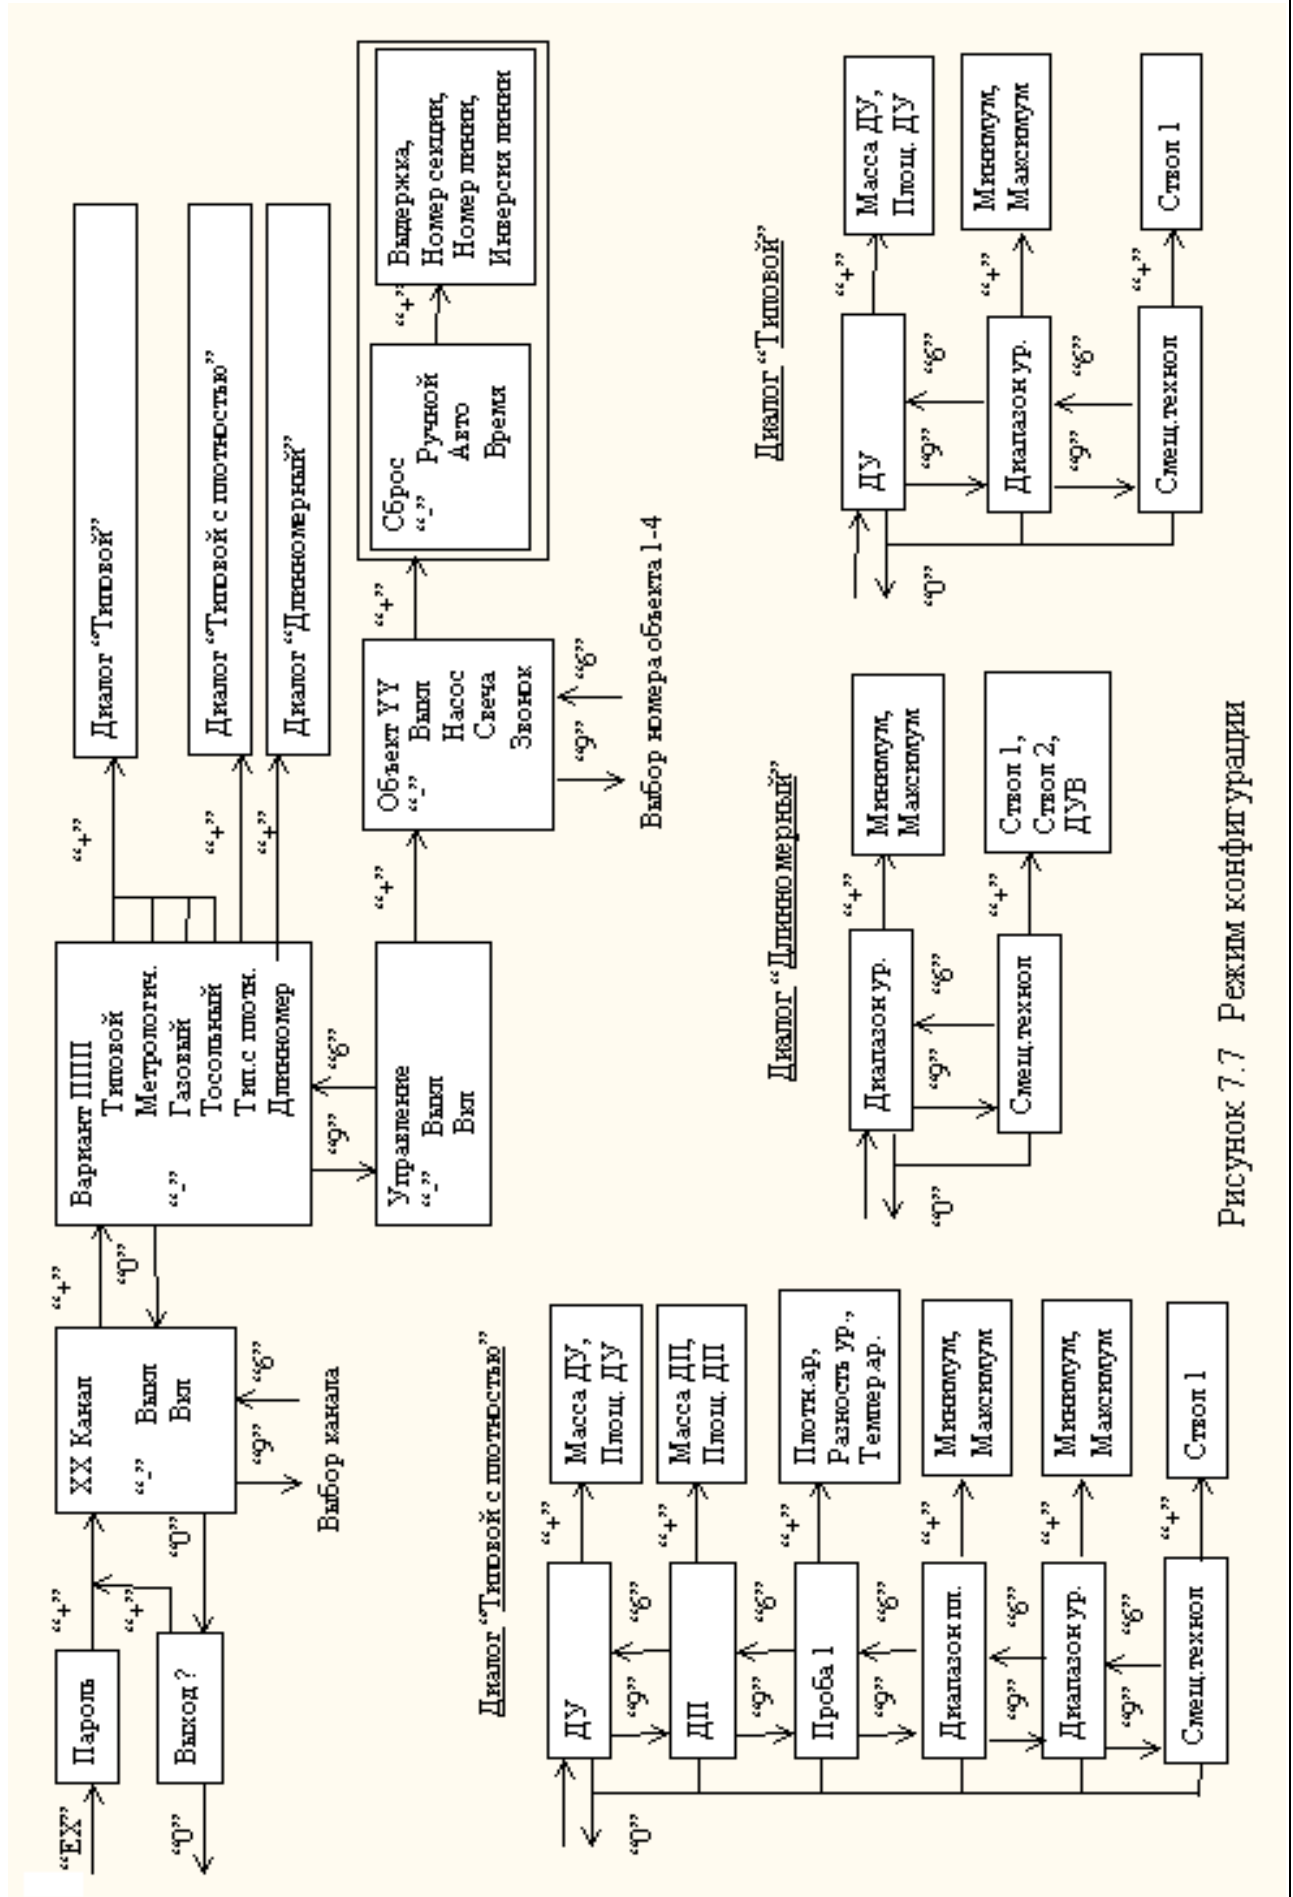 “EX”
Пароль
“0”
Выход ?
“+”
“+”
“0”
XX Канал
“-” Выкл
Вкл
“9” “6”
Выбор канала
“+”
“0”
Вариант ППП
Типовой
Метрологич.
“-” Газовый
Тосольный
Тип.с плотн.
Длинномер
“9” “6”
Управление
“-” Выкл
Вкл
“+”
Диалог “Типовой”
“+”
Диалог “Типовой с плотностью”
“+”
Диалог “Длинномерный”
“+”
Объект YY
“-” Выкл
Насос
Свеча
Звонок
“9” “6”
Выбор номера объекта 1-4
“+”
Сброс
“-” Ручной
Авто
Время
“+”
Выдержка,
Номер секции,
Номер линии,
Инверсия линии
Диалог “Типовой с плотностью”
“0”
ДУ
“+”
Масса ДУ,
Площ. ДУ
“9” “6”
ДП
“+”
Масса ДП,
Площ. ДП
“9” “6”
Проба 1
“+”
Плотн.ар,
Разность ур.,
Темпер.ар.
“9” “6”
Диапазон пл.
“+”
Минимум,
Максимум
“9” “6”
Диапазон ур.
“+”
Минимум,
Максимум
“9” “6”
Смещ.технол
“+”
Ствол 1
Диалог “Длинномерный”
“0”
Диапазон ур.
“+”
Минимум,
Максимум
“9” “6”
Смещ.технол
“+”
Ствол 1,
Ствол 2,
ДУВ
Диалог “Типовой”
“0”
ДУ
“+”
Масса ДУ,
Площ. ДУ
“9” “6”
Диапазон ур.
“+”
Минимум,
Максимум
“9” “6”
Смещ.технол
“+”
Ствол 1
Рисунок 7.7 Режим конфигурации